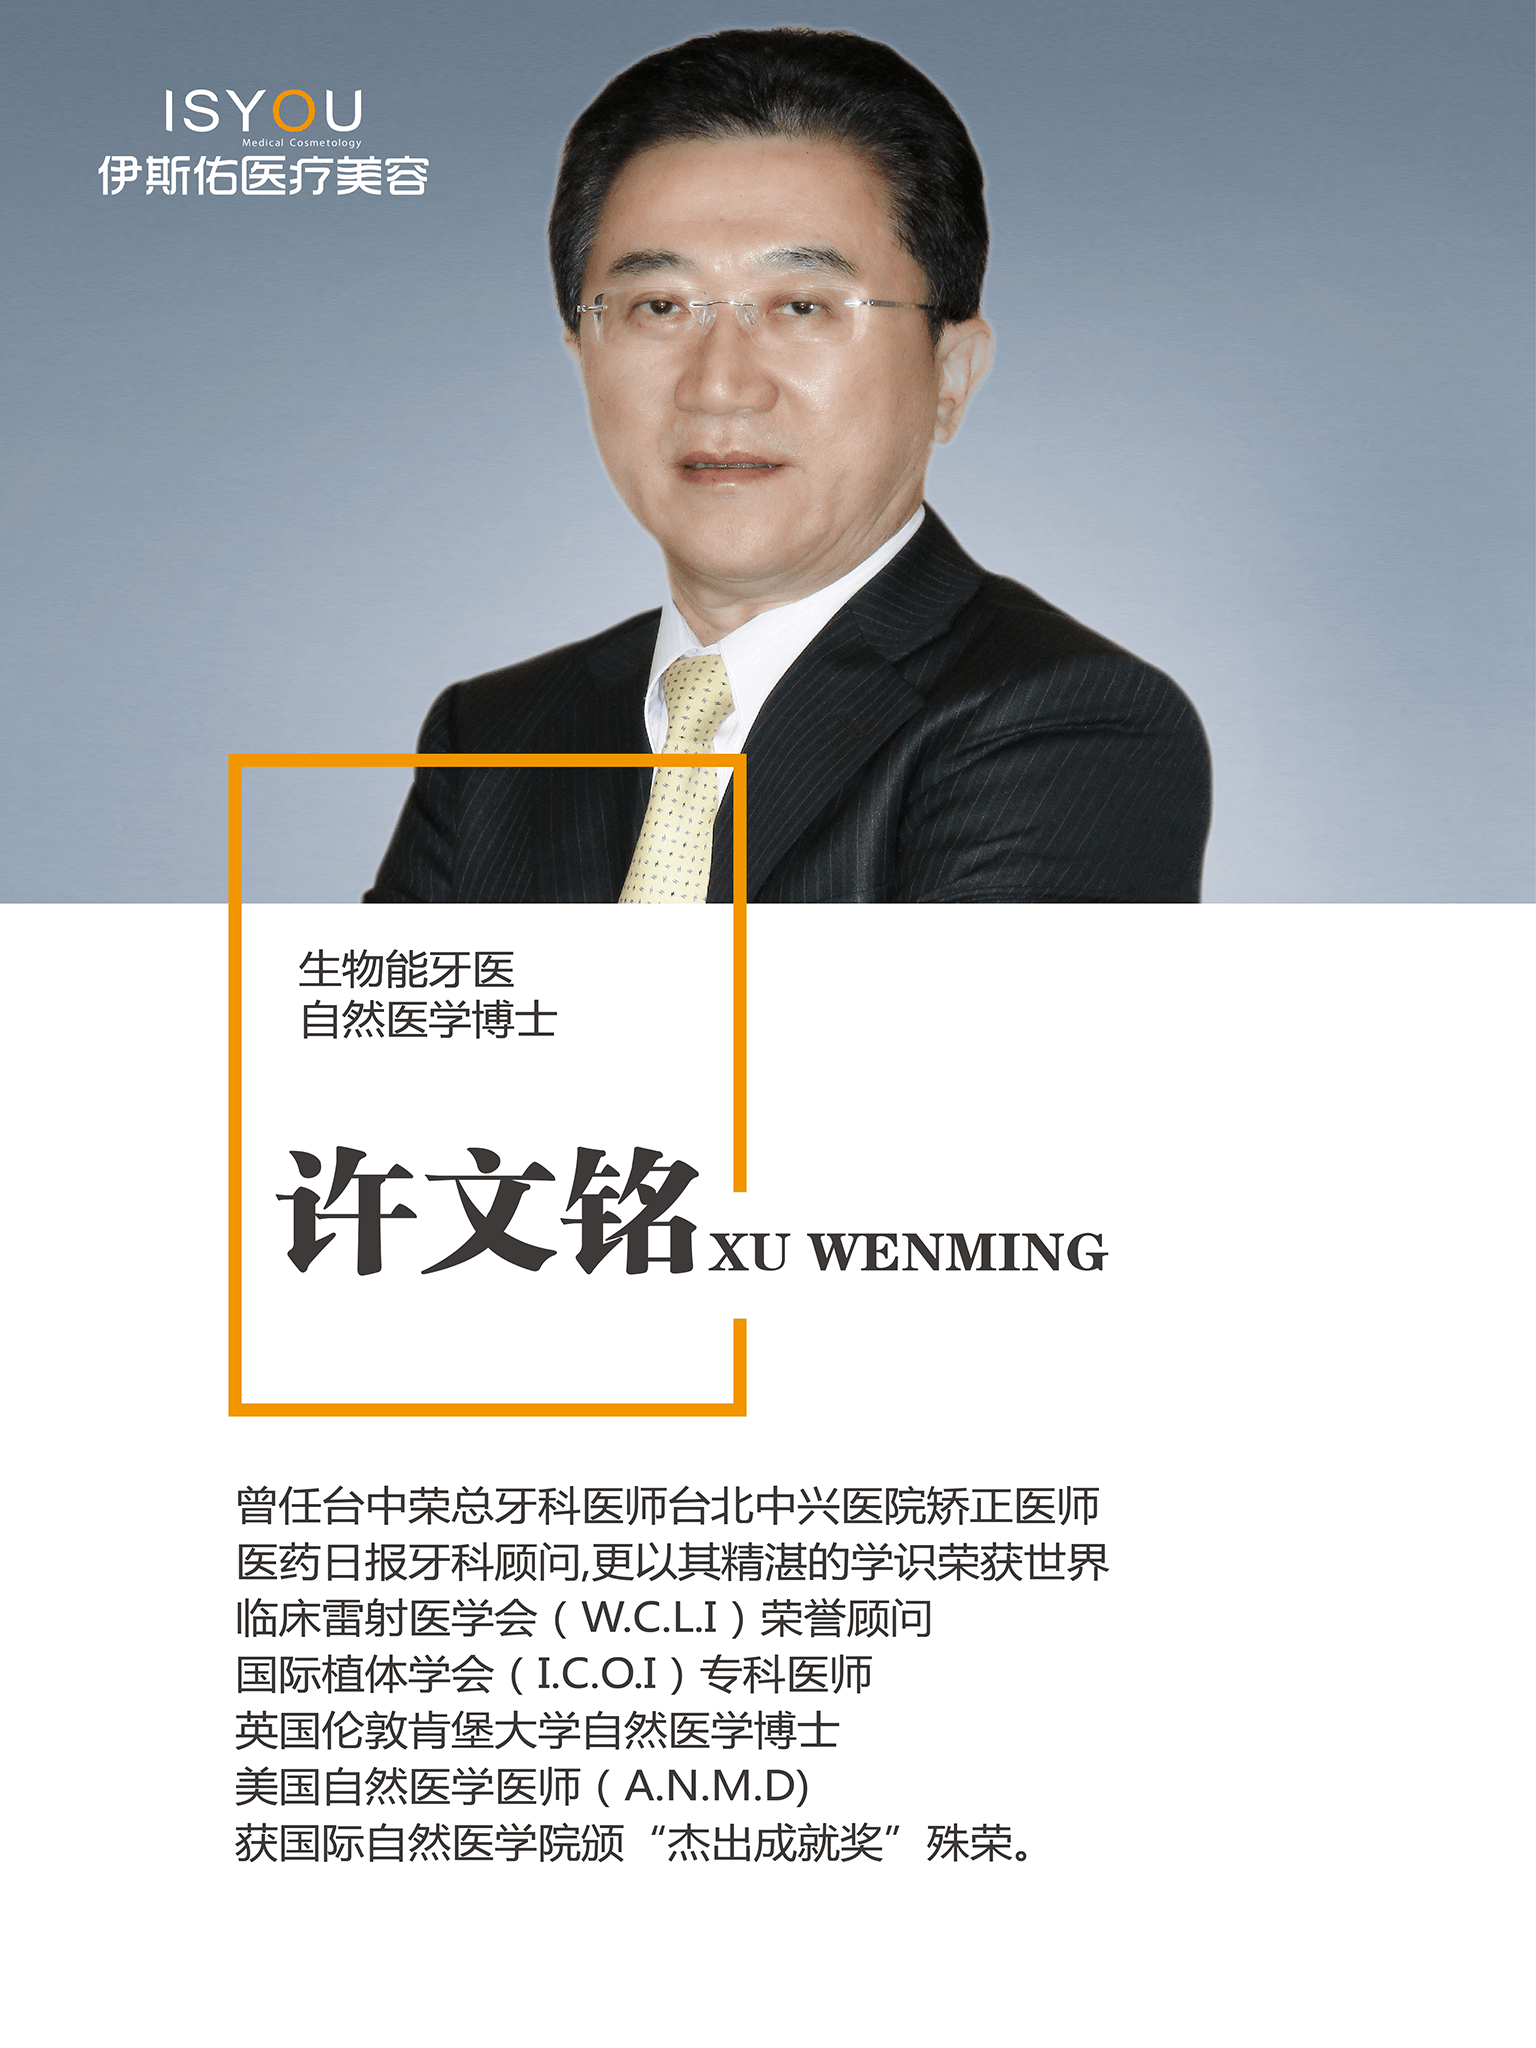 ISYOU
Medical Cosmetology
伊斯佑医疗美容
生物能牙医
自然医学博士
许文铭 XU WENMING
曾任台中荣总牙科医师台北中兴医院矫正医师
医药日报牙科顾问,更以其精湛的学识荣获世界
临床雷射医学会（W.C.L.I）荣誉顾问
国际植体学会（I.C.O.I）专科医师
英国伦敦肯堡大学自然医学博士
美国自然医学医师（A.N.M.D)
获国际自然医学院颁“杰出成就奖”殊荣。